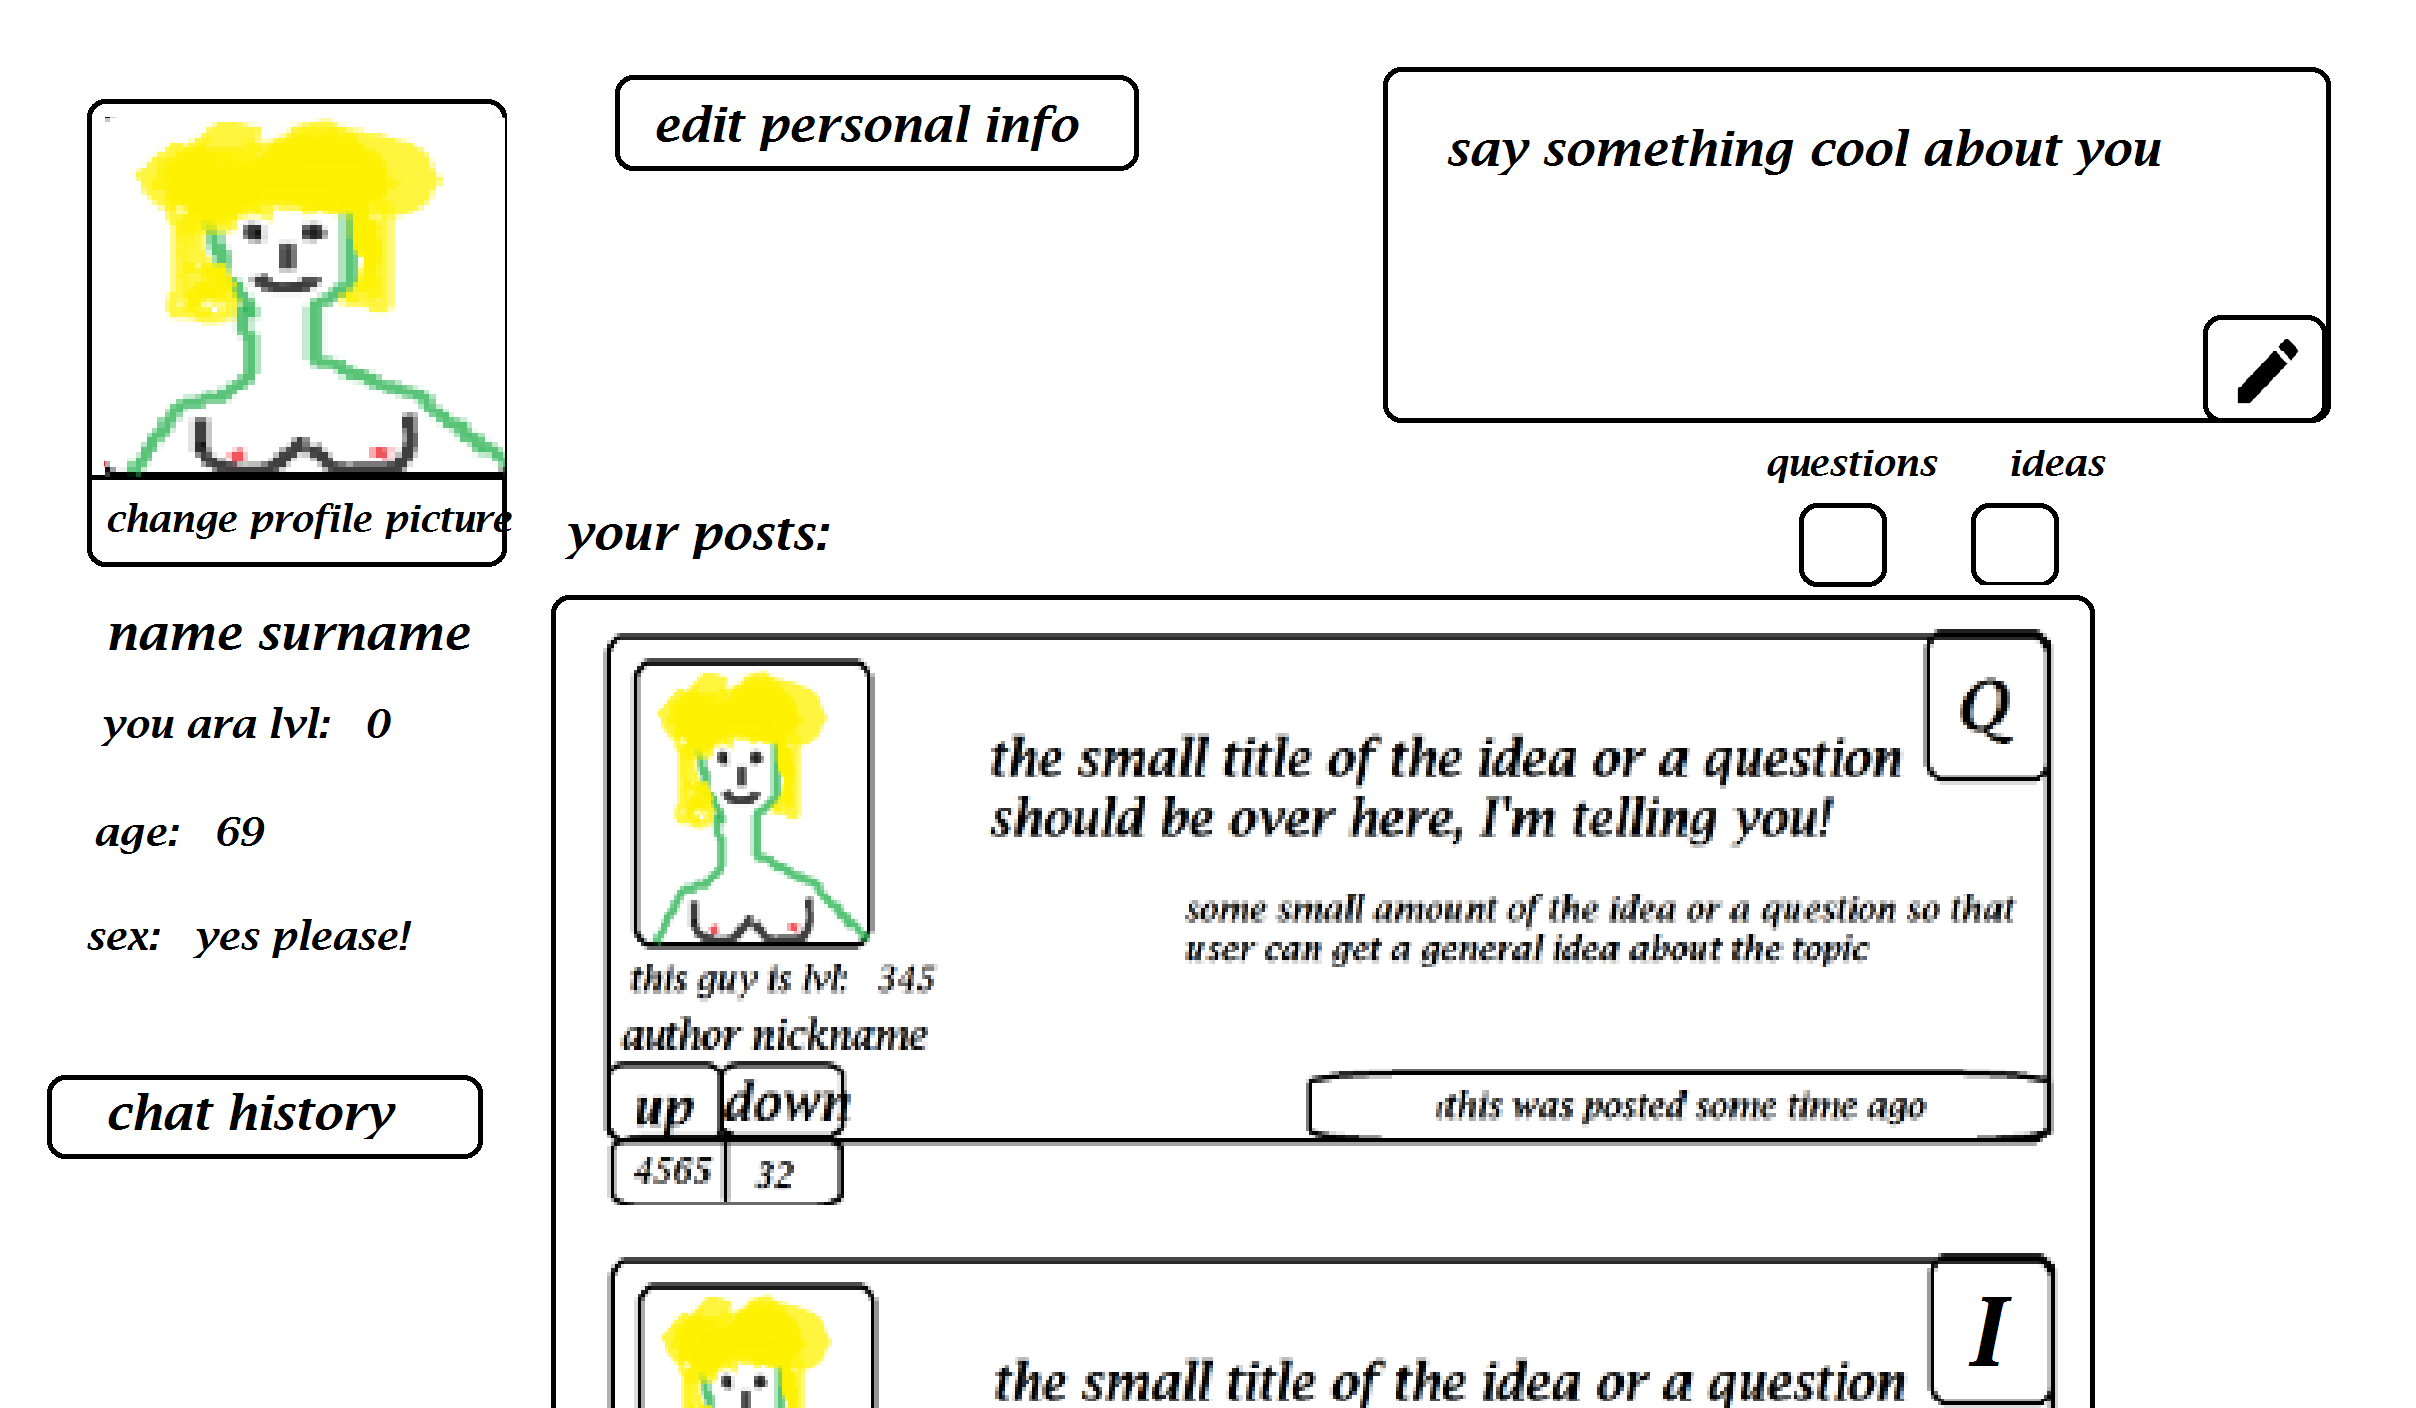 edit personal info
say something cool about you
change profile picture
questions ideas
your posts:
name surname
you ara lvl: 0
age: 69
sex: yes please!
chat history
Q
the small title of the idea or a question
should be over here, I'm telling you!
some small amount of the idea or a question so that
user can get a general idea about the topic
this guy is lvl: 345
author nickname
up down
this was posted some time ago
4565 32
I
the small title of the idea or a question